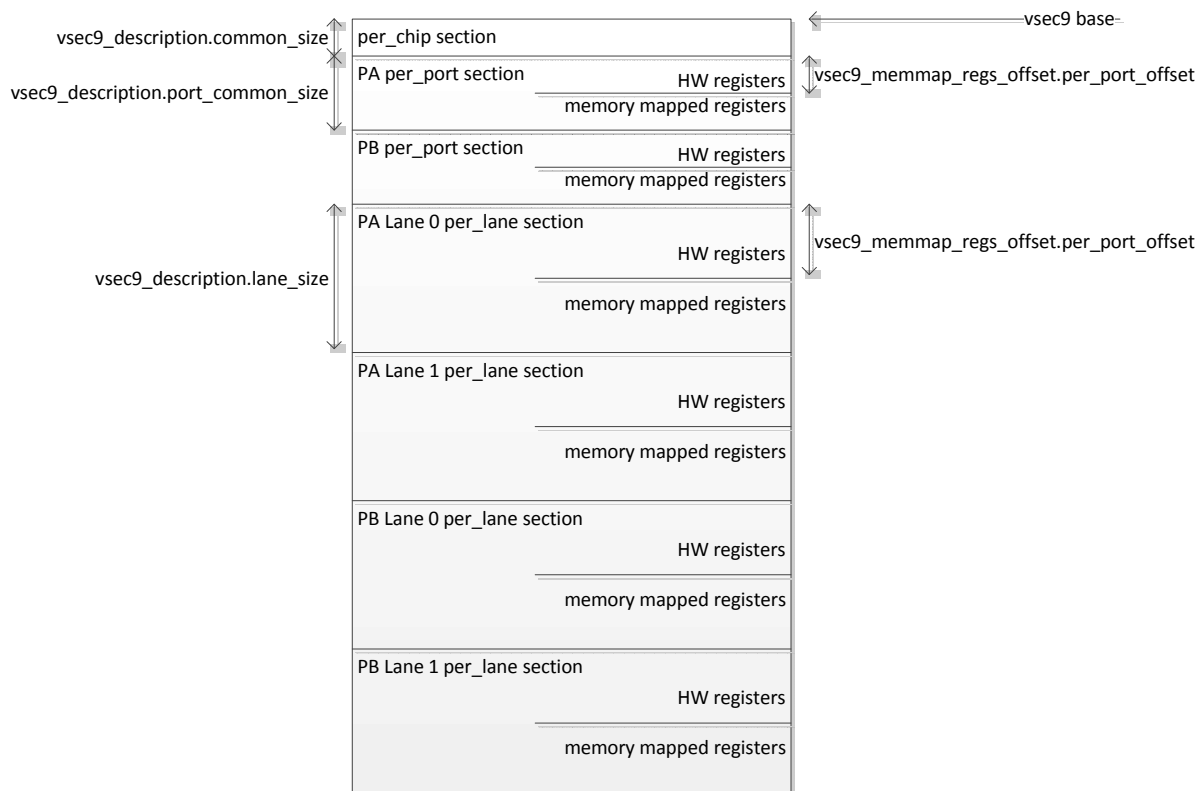 vsec9 base
vsec9_description.common_size
per_chip section
PA per_port section
HW registers
vsec9_memmap_regs_offset.per_port_offset
vsec9_description.port_common_size
memory mapped registers
PB per_port section
HW registers
memory mapped registers
PA Lane 0 per_lane section
HW registers
vsec9_memmap_regs_offset.per_port_offset
vsec9_description.lane_size
memory mapped registers
PA Lane 1 per_lane section
HW registers
memory mapped registers
PB Lane 0 per_lane section
HW registers
memory mapped registers
PB Lane 1 per_lane section
HW registers
memory mapped registers